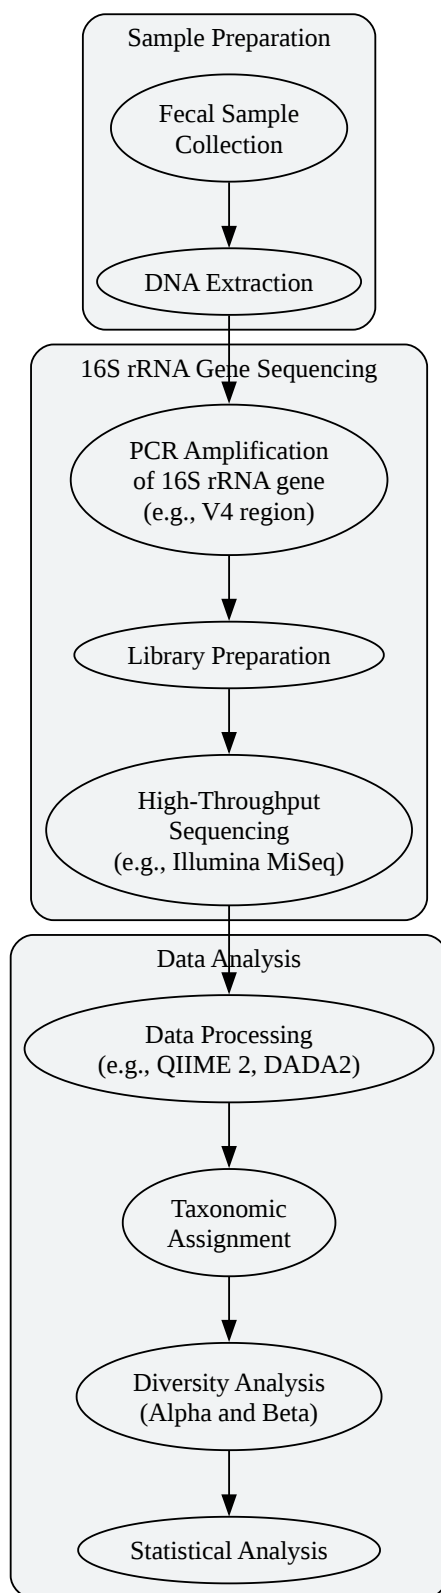 Sample Preparation
Fecal Sample
Collection
DNA Extraction
16S rRNA Gene Sequencing
PCR Amplification
of 16S rRNA gene
(e.g., V4 region)
Library Preparation
High-Throughput
Sequencing
(e.g., Illumina MiSeq)
Data Analysis
Data Processing
(e.g., QIIME 2, DADA2)
Taxonomic
Assignment
Diversity Analysis
(Alpha and Beta)
Statistical Analysis